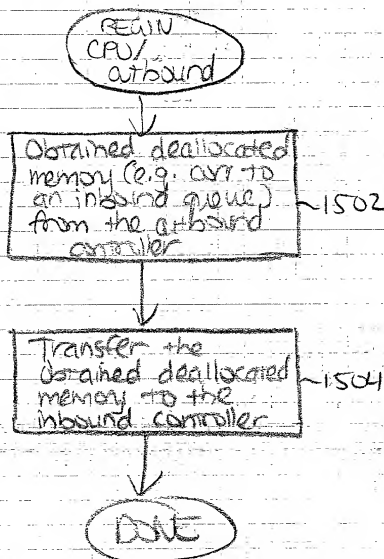 BEGIN
CPU/
outbound
Obtained deallocated
memory (e.g. corr to
an inbound queue)
from the outbound
controller
~1502
Transfer the
obtained deallocated
memory to the
inbound controller
~1504
DONE